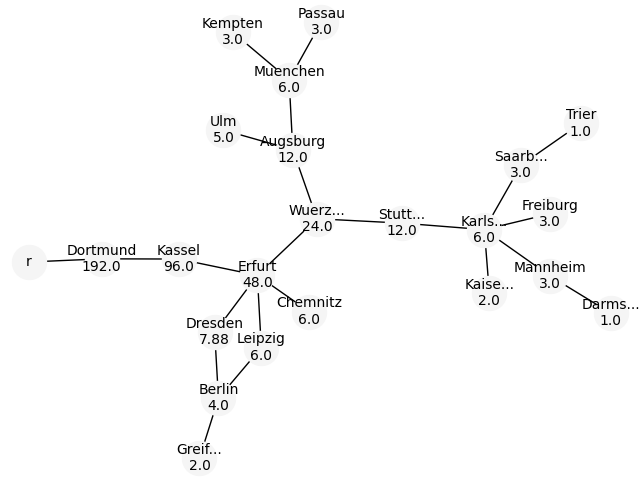 Passau
3.0
Kempten
3.0
Muenchen
6.0
Trier
1.0
Ulm
5.0
Augsburg
12.0
Saarb...
3.0
Wuerz...
24.0
Stutt...
12.0
Karls...
6.0
Freiburg
3.0
r
Dortmund
192.0
Kassel
96.0
Erfurt
48.0
Mannheim
3.0
Kaise...
2.0
Chemnitz
6.0
Darms...
1.0
Dresden
7.88
Leipzig
6.0
Berlin
4.0
Greif...
2.0